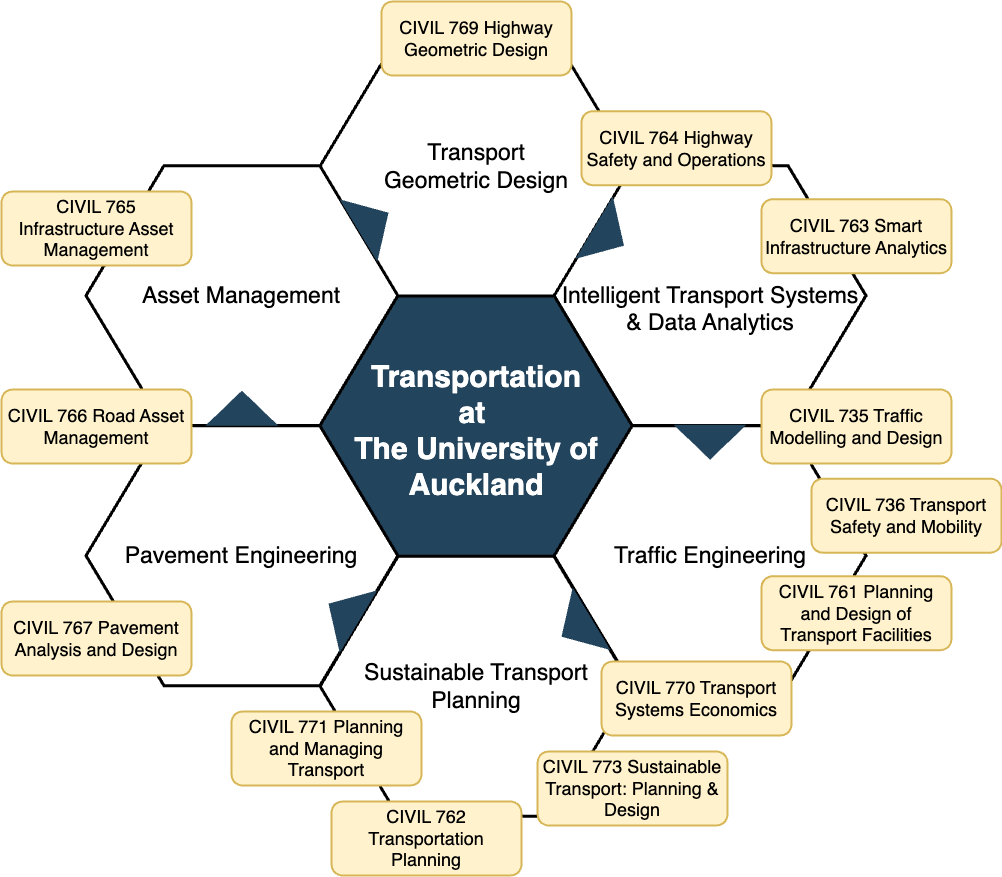 CIVIL 769 Highway
Geometric Design
CIVIL 764 Highway
Safety and Operations
Transport
Geometric Design
CIVIL 765
Infrastructure Asset
Management
CIVIL 763 Smart
Infrastructure Analytics
Asset Management
Intelligent Transport Systems
& Data Analytics
Transportation
at
The University of
Auckland
CIVIL 766 Road Asset
Management
CIVIL 735 Traffic
Modelling and Design
CIVIL 736 Transport
Safety and Mobility
Pavement Engineering
Traffic Engineering
CIVIL 761 Planning
and Design of
Transport Facilities
CIVIL 767 Pavement
Analysis and Design
Sustainable Transport
Planning
CIVIL 770 Transport
Systems Economics
CIVIL 771 Planning
and Managing
Transport
CIVIL 773 Sustainable
Transport: Planning &
Design
CIVIL 762
Transportation
Planning